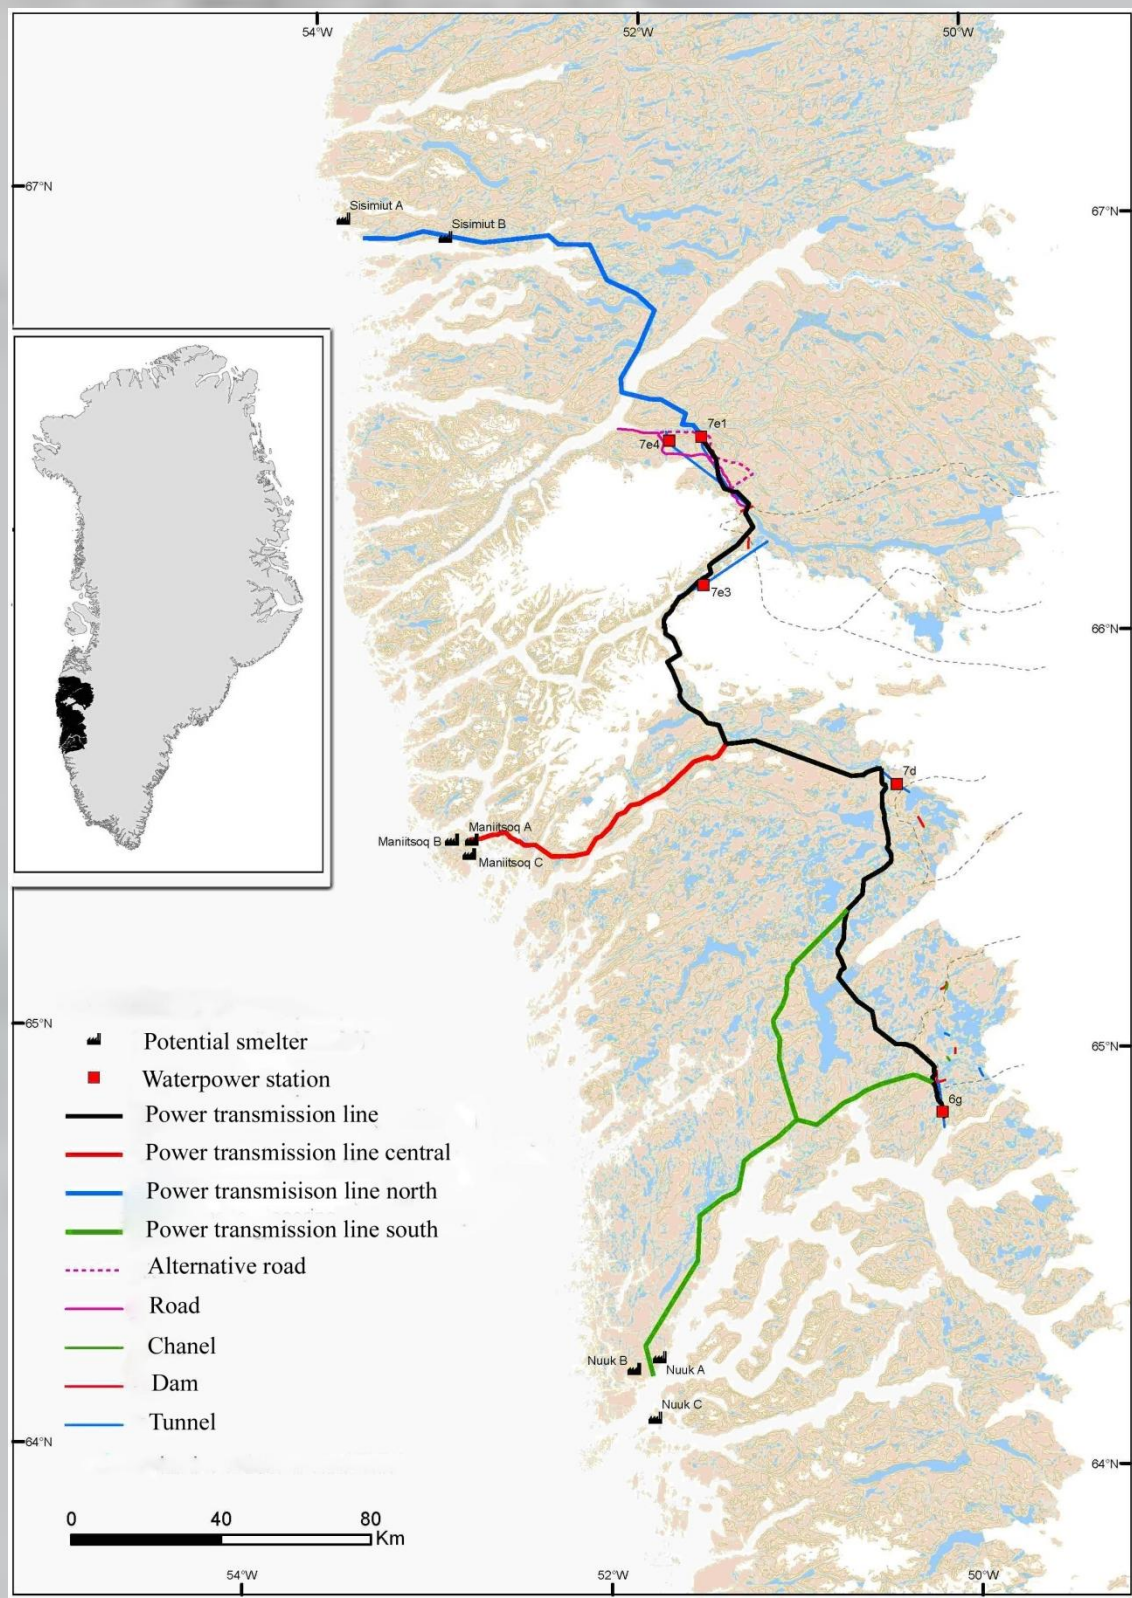 54°W
52°W
50°W
67°N
67°N
Sisimiut A
Sisimiut B
7e1
7e4
7e3
66°N
7d
Maniitsoq A
Maniitsoq B
Maniitsoq C
65°N
65°N
6g
Potential smelter
Waterpower station
Power transmission line
Power transmission line central
Power transmisison line north
Power transmission line south
Alternative road
Road
Chanel
Dam
Tunnel
Nuuk B
Nuuk A
Nuuk C
64°N
64°N
0 40 80
Km
54°W
52°W
50°W